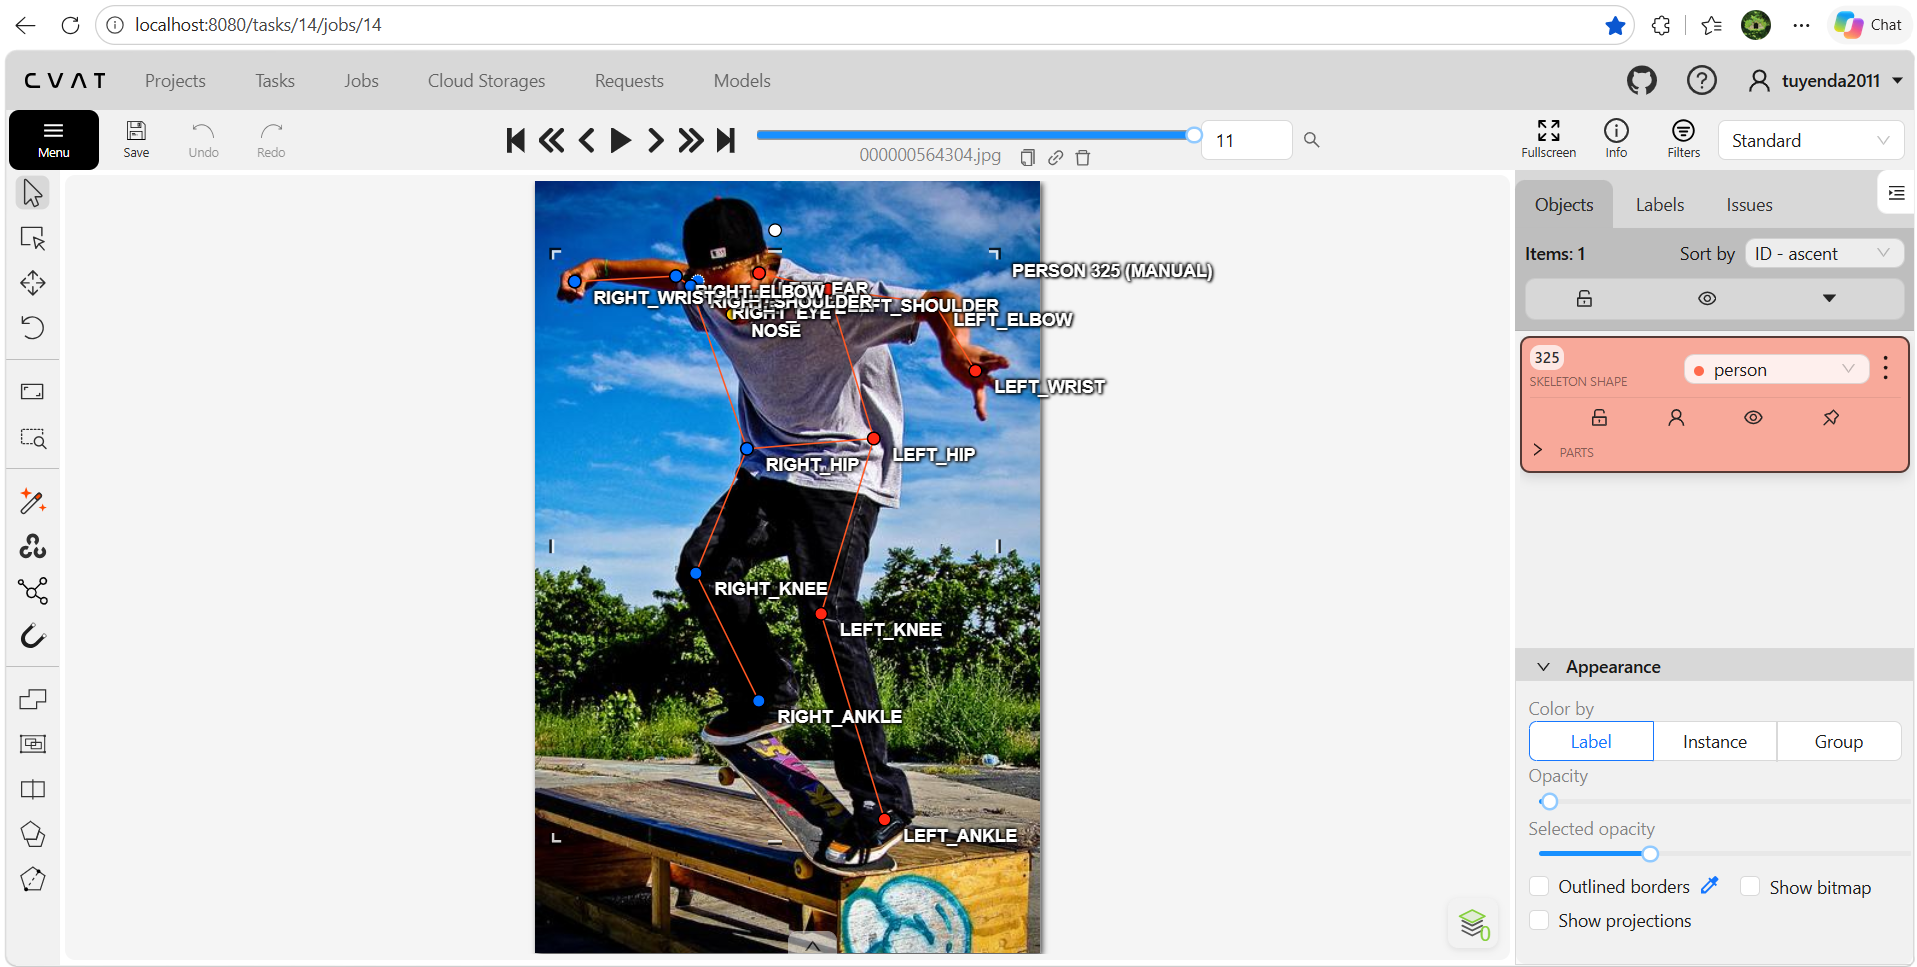 localhost:8080/tasks/14/jobs/14
Chat
CVAT
Projects
Tasks
Jobs
Cloud Storages
Requests
Models
tuyenda2011
Menu
Save
Undo
Redo
11
000000564304.jpg
Fullscreen
Info
Filters
Standard
Objects
Labels
Issues
Items: 1
Sort by
ID - ascent
325
SKELETON SHAPE
person
PARTS
PERSON 325 (MANUAL)
RIGHT_WRIST
RIGHT_ELBOW
EAR
RIGHT_SHOULDER
LEFT_SHOULDER
RIGHT_EYE
LEFT_ELBOW
NOSE
LEFT_WRIST
LEFT_HIP
RIGHT_HIP
RIGHT_KNEE
LEFT_KNEE
RIGHT_ANKLE
LEFT_ANKLE
Appearance
Color by
Label
Instance
Group
Opacity
Selected opacity
Outlined borders
Show bitmap
Show projections
0